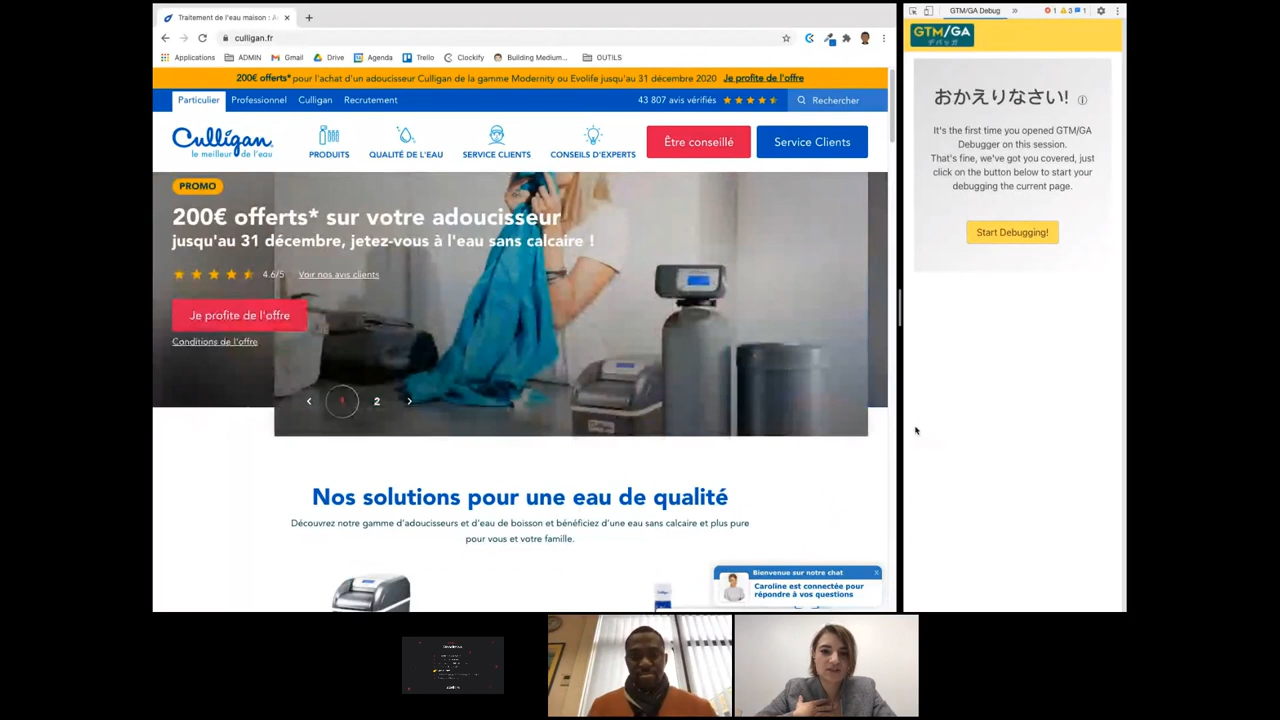 Traitement de l'eau maison : A
culligan.fr
Applications
ADMIN
Gmail
Drive
Agenda
Trello
Clockify
Building Medium...
OUTILS
200€ offerts* pour l'achat d'un adoucisseur Culligan de la gamme Modernity ou Evolife jusqu'au 31 décembre 2020 Je profite de l'offre
Particulier Professionnel Culligan Recrutement 43 807 avis vérifiés Rechercher
Culligan.
le meilleur de l'eau
PRODUITS QUALITÉ DE L'EAU SERVICE CLIENTS CONSEILS D'EXPERTS
Être conseillé
Service Clients
PROMO
200€ offerts* sur votre adoucisseur
jusqu'au 31 décembre, jetez-vous à l'eau sans calcaire !
4.6/5 Voir nos avis clients
Je profite de l'offre
Conditions de l'offre
1 2
Nos solutions pour une eau de qualité
Découvrez notre gamme d'adoucisseurs et d'eau de boisson et bénéficiez d'une eau sans calcaire et plus pure
pour vous et votre famille.
Bienvenue sur notre chat X
Caroline est connectée pour
répondre à vos questions
GTM/GA Debug » 1 3 1
GTM/GA
デバッガ
おかえりなさい!
It's the first time you opened GTM/GA
Debugger on this session.
That's fine, we've got you covered, just
click on the button below to start your
debugging the current page.
Start Debugging!